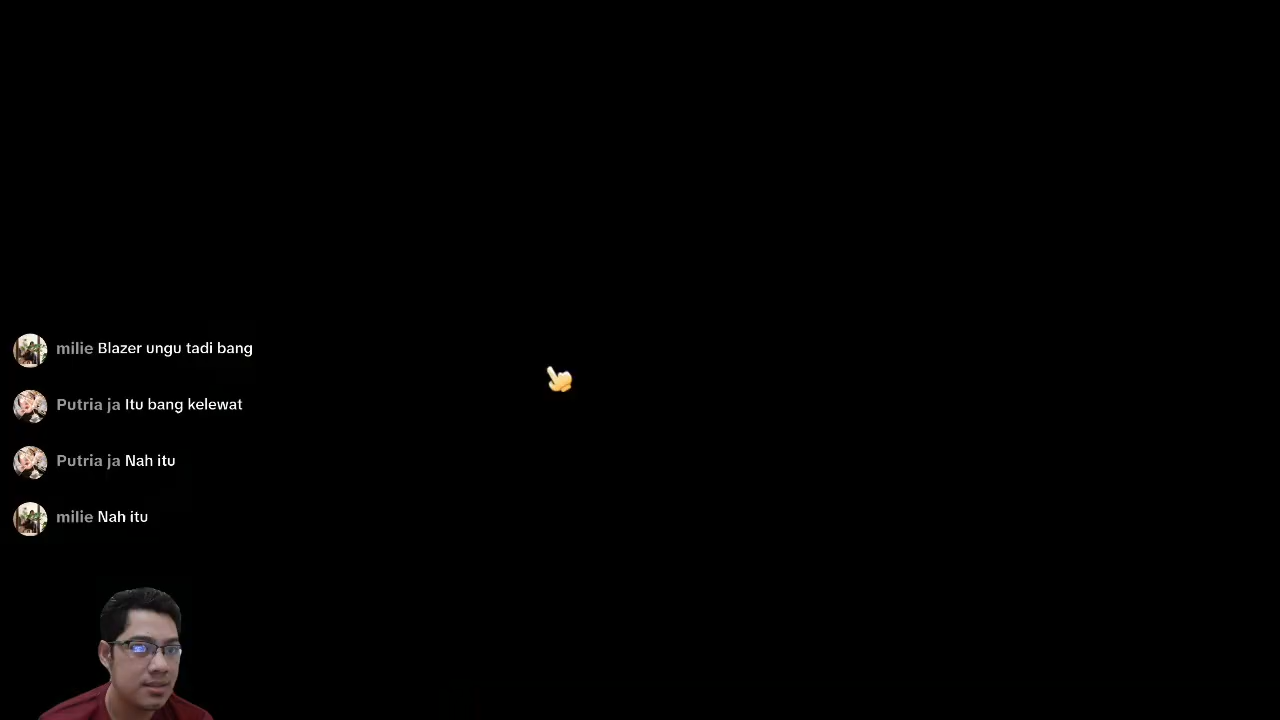 milie Blazer ungu tadi bang
Putria ja Itu bang kelewat
Putria ja Nah itu
milie Nah itu